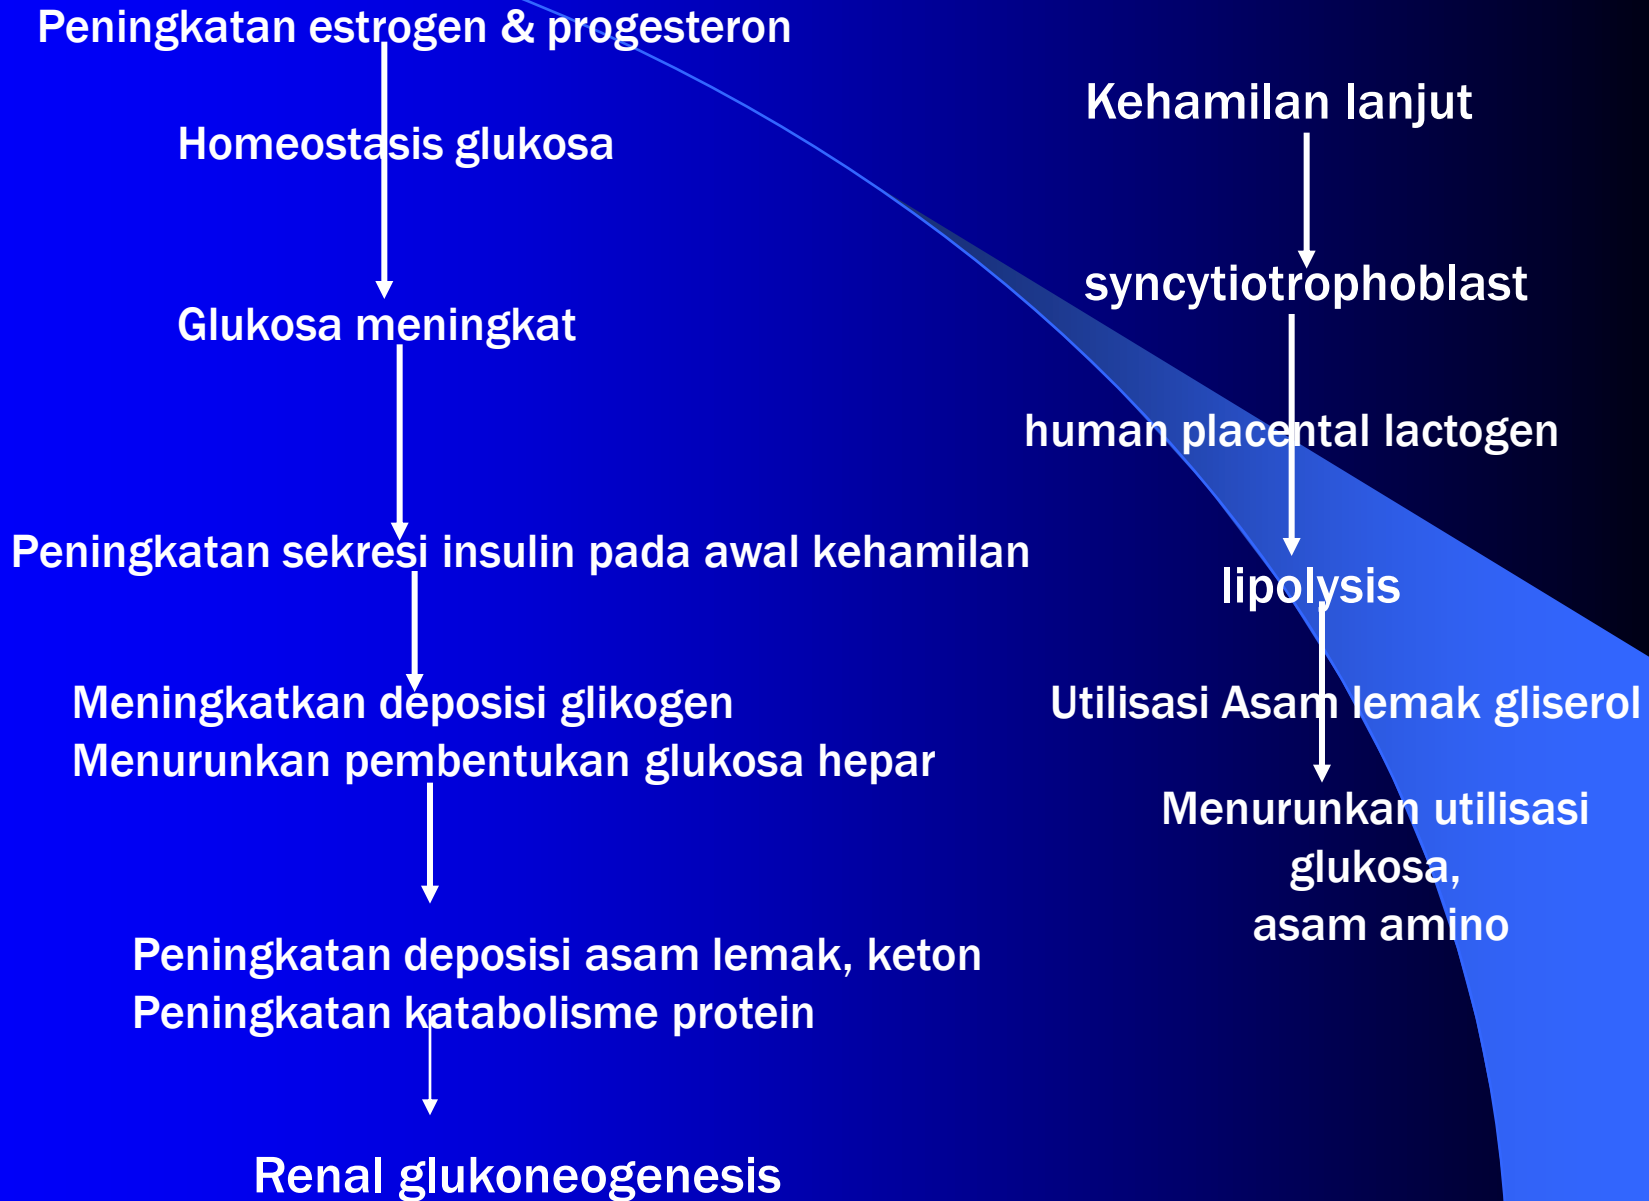 Peningkatan estrogen & progesteron
Homeostasis glukosa
Glukosa meningkat
Peningkatan sekresi insulin pada awal kehamilan
Meningkatkan deposisi glikogen
Menurunkan pembentukan glukosa hepar
Peningkatan deposisi asam lemak, keton
Peningkatan katabolisme protein
Renal glukoneogenesis
Kehamilan lanjut
syncytiotrophoblast
human placental lactogen
lipolysis
Utilisasi Asam lemak gliserol
Menurunkan utilisasi
glukosa,
asam amino